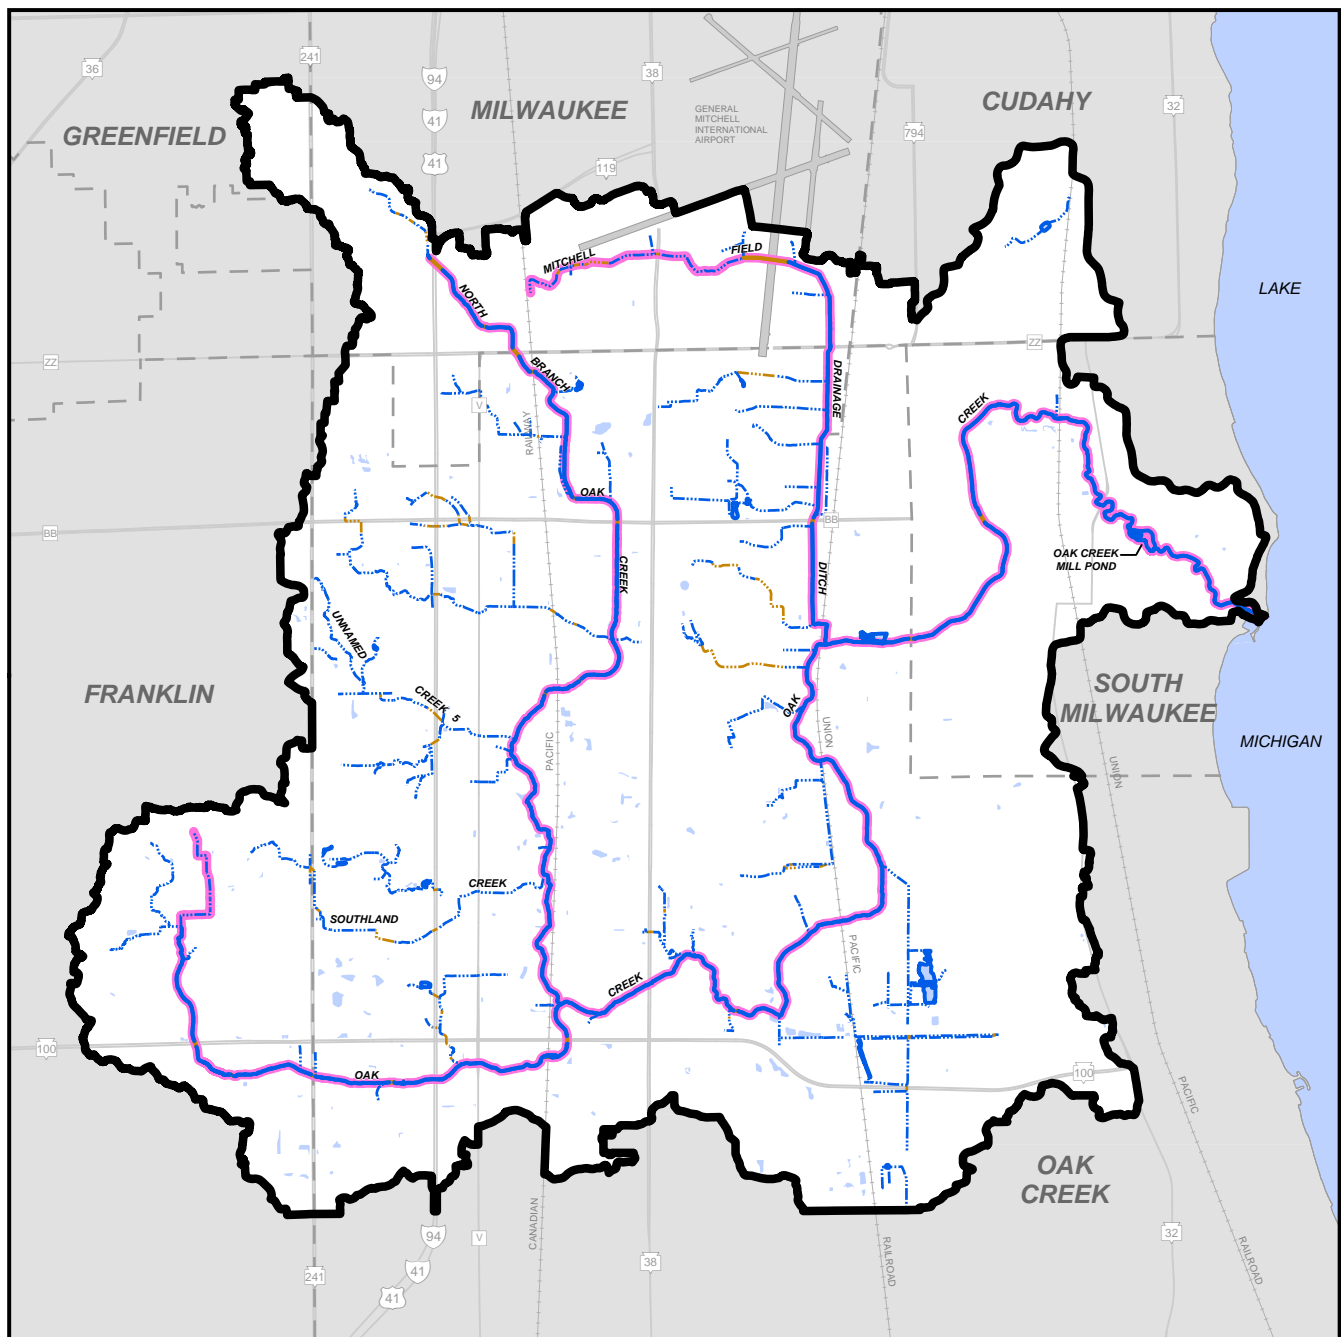 241
36
94
38
MILWAUKEE
CUDAHY
32
GENERAL
MITCHELL
INTERNATIONAL
AIRPORT
41
GREENFIELD
794
41
119
MITCHELL
FIELD
NORTH
LAKE
ZZ
ZZ
BRANCH
DRAINAGE
V
RAILWAY
CREEK
OAK
BB
BB
OAK CREEK
MILL POND
CREEK
DITCH
UNNAMED
FRANKLIN
CREEK 5
OAK
SOUTH
MILWAUKEE
UNION
PACIFIC
MICHIGAN
UNION
CREEK
SOUTHLAND
PACIFIC
CREEK
100
OAK
100
PACIFIC
OAK
CREEK
CANADIAN
94
V
32
RAILROAD
RAILROAD
38
241
41
41